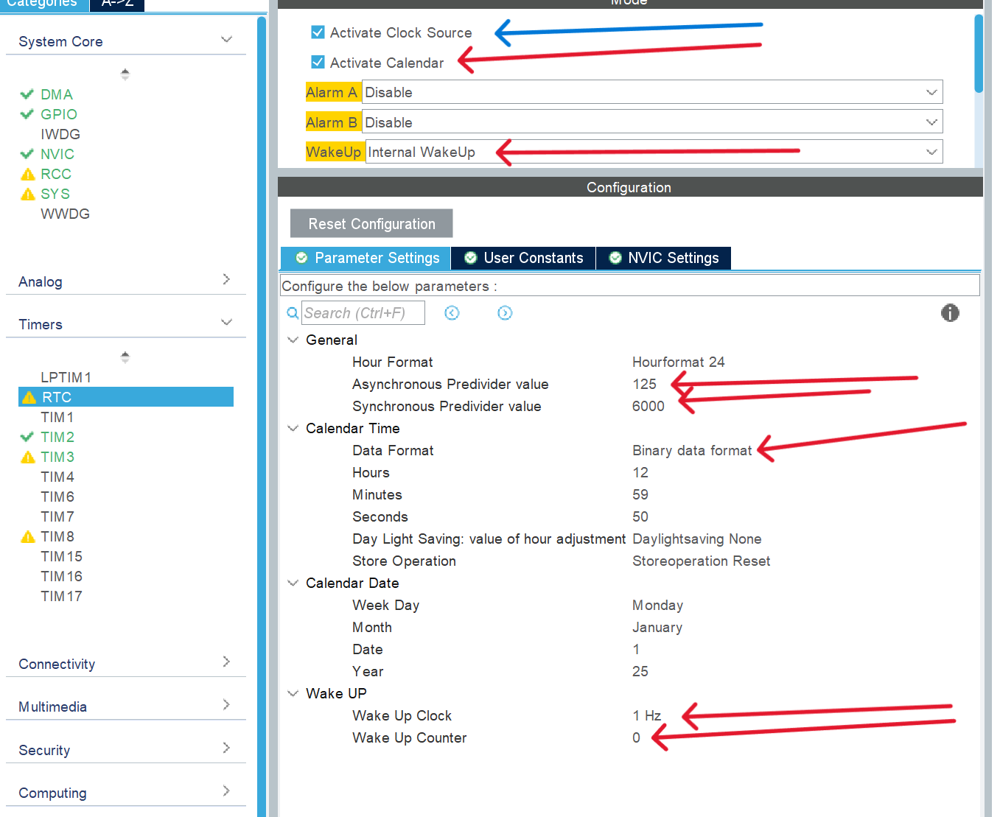 Categories
A->Z
System Core
DMA
GPIO
IWDG
NVIC
RCC
SYS
WWDG
Analog
Timers
LPTIM1
RTC
TIM1
TIM2
TIM3
TIM4
TIM6
TIM7
TIM8
TIM15
TIM16
TIM17
Connectivity
Multimedia
Security
Computing
Mode
Activate Clock Source
Activate Calendar
Alarm A Disable
Alarm B Disable
WakeUp Internal WakeUp
Configuration
Reset Configuration
Parameter Settings
User Constants
NVIC Settings
Configure the below parameters :
Search (Ctrl+F)
General
Hour Format Hourformat 24
Asynchronous Predivider value 125
Synchronous Predivider value 6000
Calendar Time
Data Format Binary data format
Hours 12
Minutes 59
Seconds 50
Day Light Saving: value of hour adjustment Daylightsaving None
Store Operation Storeoperation Reset
Calendar Date
Week Day Monday
Month January
Date 1
Year 25
Wake UP
Wake Up Clock 1 Hz
Wake Up Counter 0